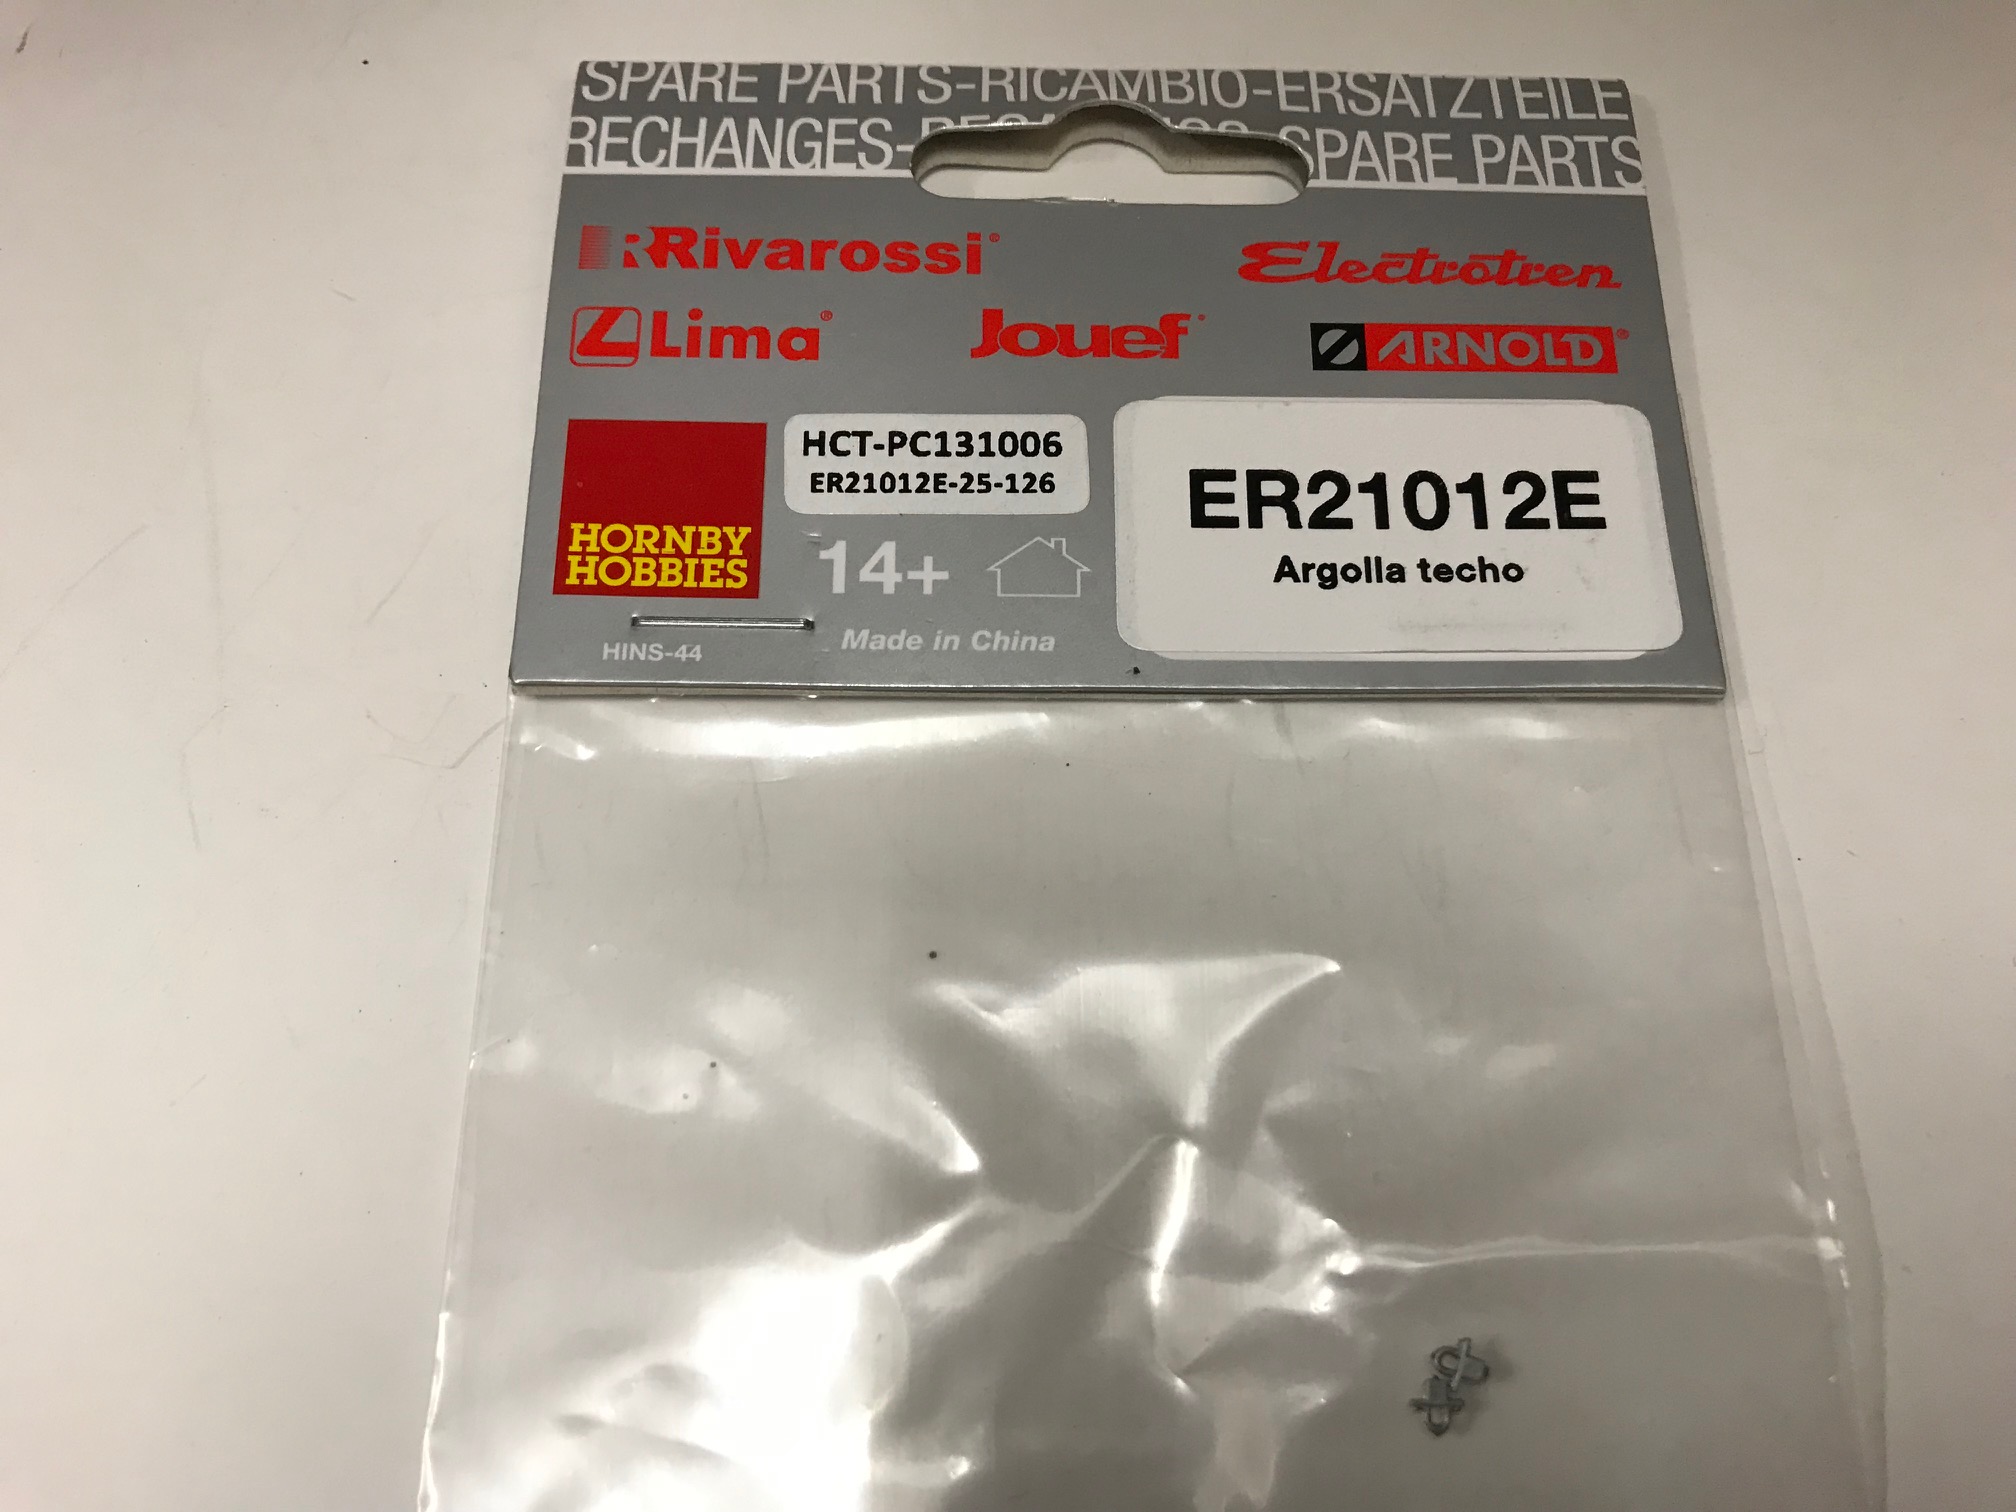 SPARE PARTS-RICAMBIO-ERSATZTEILE
RECHANGES- SPARE PARTS
Rivarossi®
Electrotren
Lima®
Jouef
ARNOLD®
HORNBY
HOBBIES
HCT-PC131006
ER21012E-25-126
ER21012E
Argolla techo
14+
HINS-44
Made in China